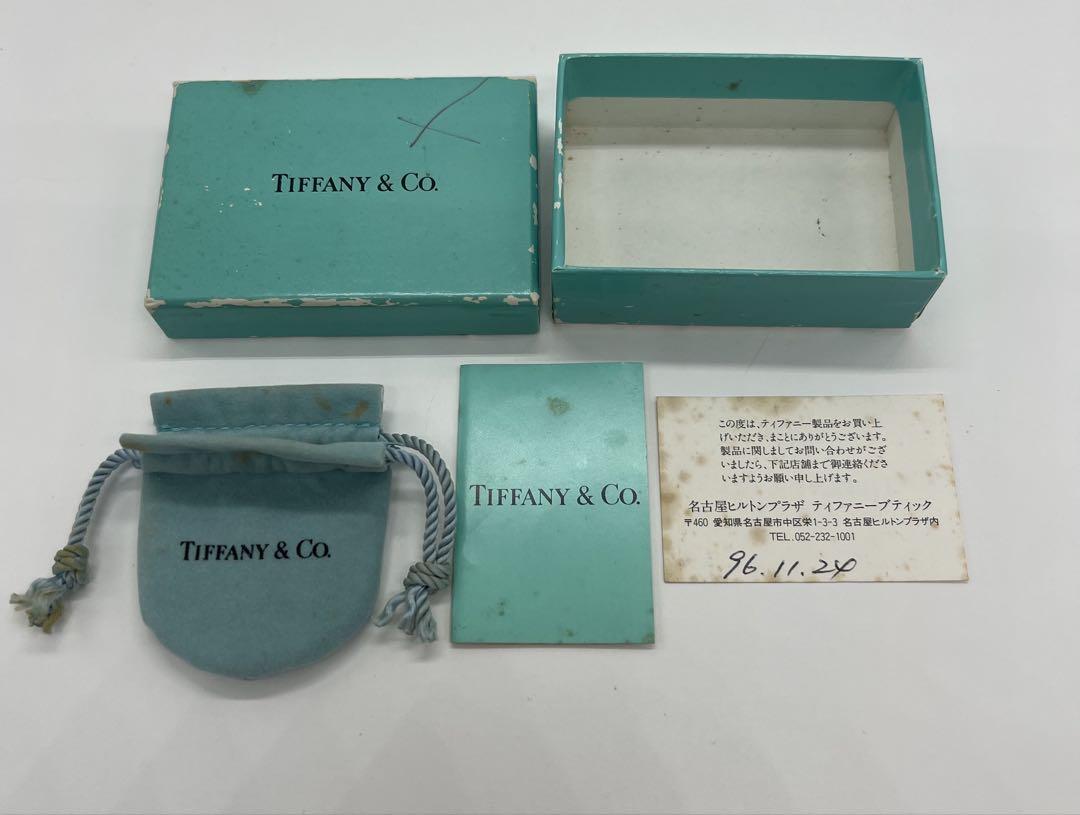 TIFFANY & CO.
TIFFANY & CO.
TIFFANY & CO.
この度は、ティファニー製品をお買い上
げいただき、まことにありがとうございます。
製品に関しましてお問い合わせがござ
いましたら、下記店舗まで御連絡くださ
いますようお願い申し上げます。
名古屋ヒルトンプラザ ティファニーブティック
〒460 愛知県名古屋市中区栄1-3-3 名古屋ヒルトンプラザ内
TEL.052-232-1001
96.11.24